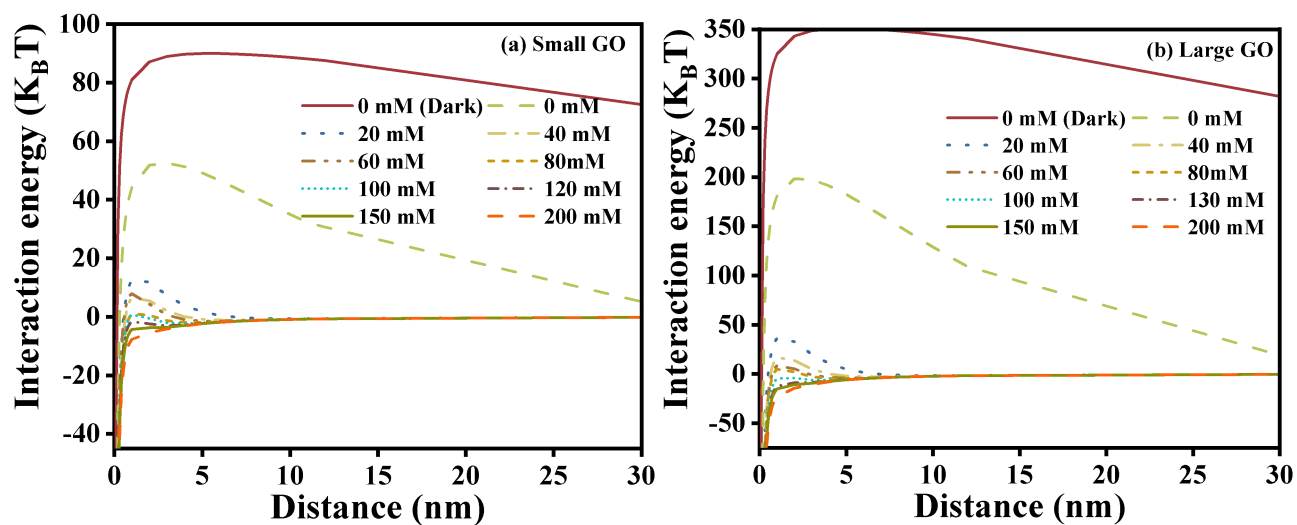 (a) Small GO
Interaction energy (K_BT)
100
80
60
40
20
0
-20
-40
0 mM (Dark) 0 mM
20 mM 40 mM
60 mM 80mM
100 mM 120 mM
150 mM 200 mM
0 5 10 15 20 25 30
Distance (nm)
(b) Large GO
Interaction energy (K_BT)
350
300
250
200
150
100
50
0
-50
0 mM (Dark) 0 mM
20 mM 40 mM
60 mM 80mM
100 mM 130 mM
150 mM 200 mM
0 5 10 15 20 25 30
Distance (nm)